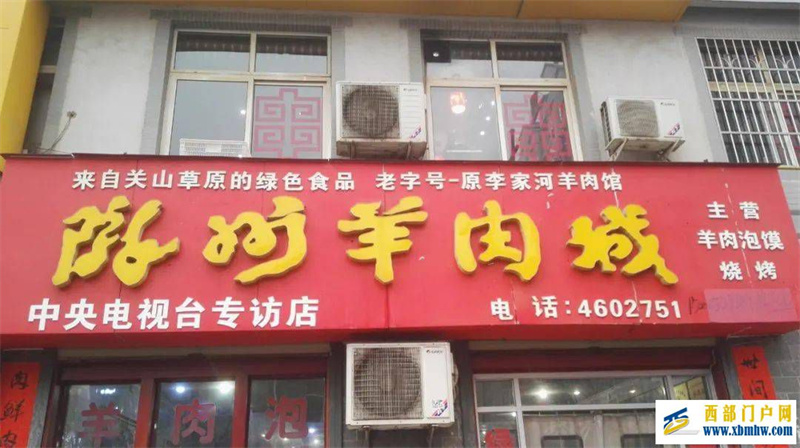 来自关山草原的绿色食品 老字号-原李家河羊肉馆
陇州羊肉城
主营
羊肉泡馍
烧烤
中央电视台专访店
电话:4602751
羊肉泡
西部门户网
www.xbmhw.com